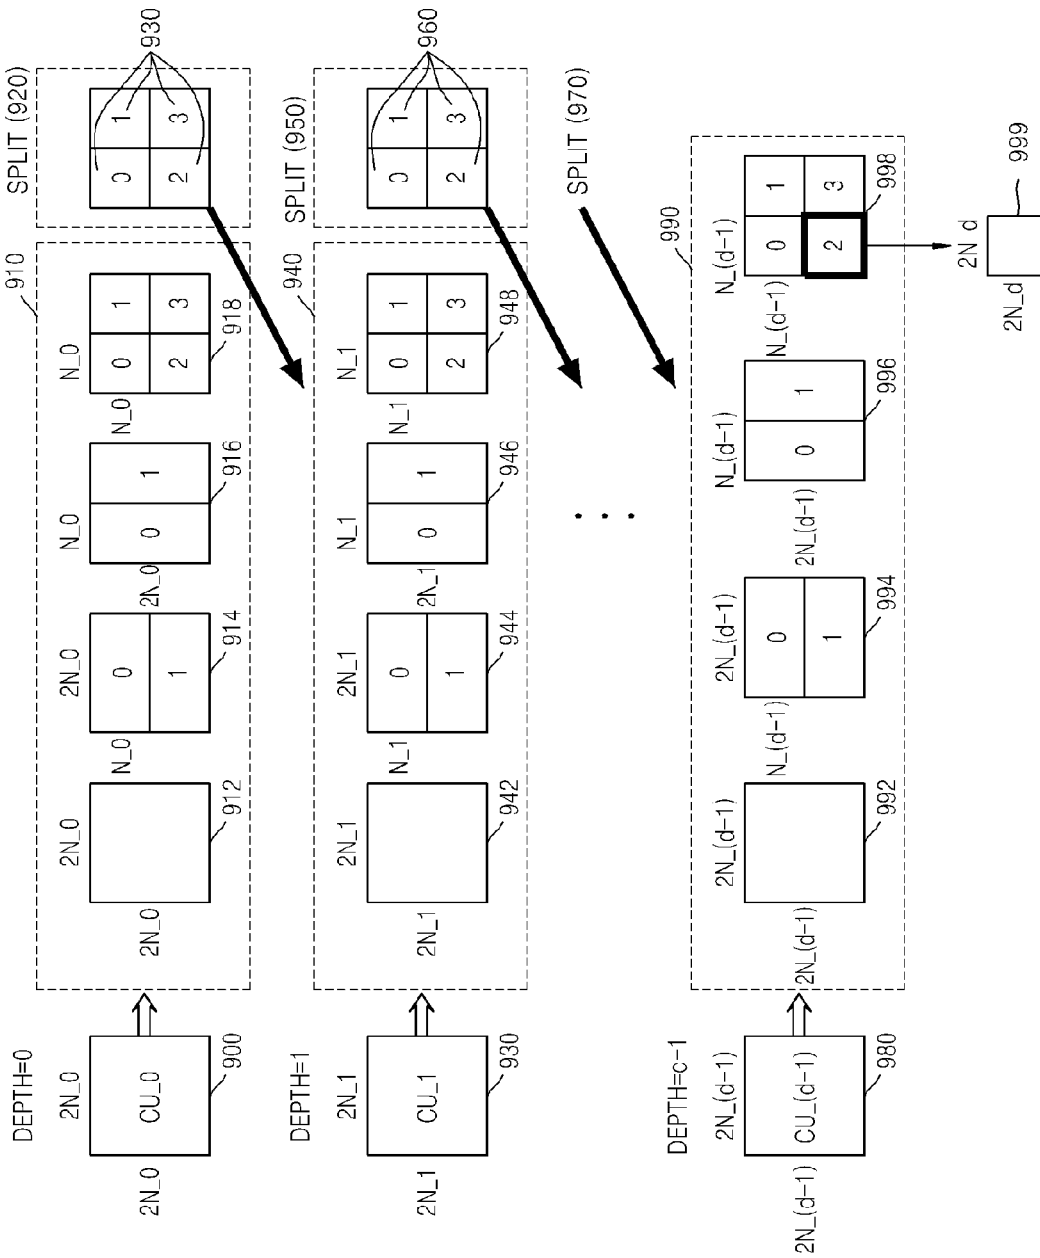 DEPTH=0
2N_0
2N_0
CU_0
900
910
2N_0
2N_0
912
2N_0
N_0
0
1
914
N_0
2N_0
0
1
916
N_0
N_0
0
1
2
3
918
SPLIT (920)
0
1
2
3
930
DEPTH=1
2N_1
2N_1
CU_1
930
940
2N_1
2N_1
942
2N_1
N_1
0
1
944
N_1
2N_1
0
1
946
N_1
N_1
0
1
2
3
948
SPLIT (950)
0
1
2
3
960
SPLIT (970)
. . .
DEPTH=c-1
2N_(d-1)
2N_(d-1)
CU_(d-1)
980
990
2N_(d-1)
2N_(d-1)
992
2N_(d-1)
N_(d-1)
0
1
994
N_(d-1)
2N_(d-1)
0
1
996
N_(d-1)
N_(d-1)
0
1
2
3
998
2N_d
2N_d
999